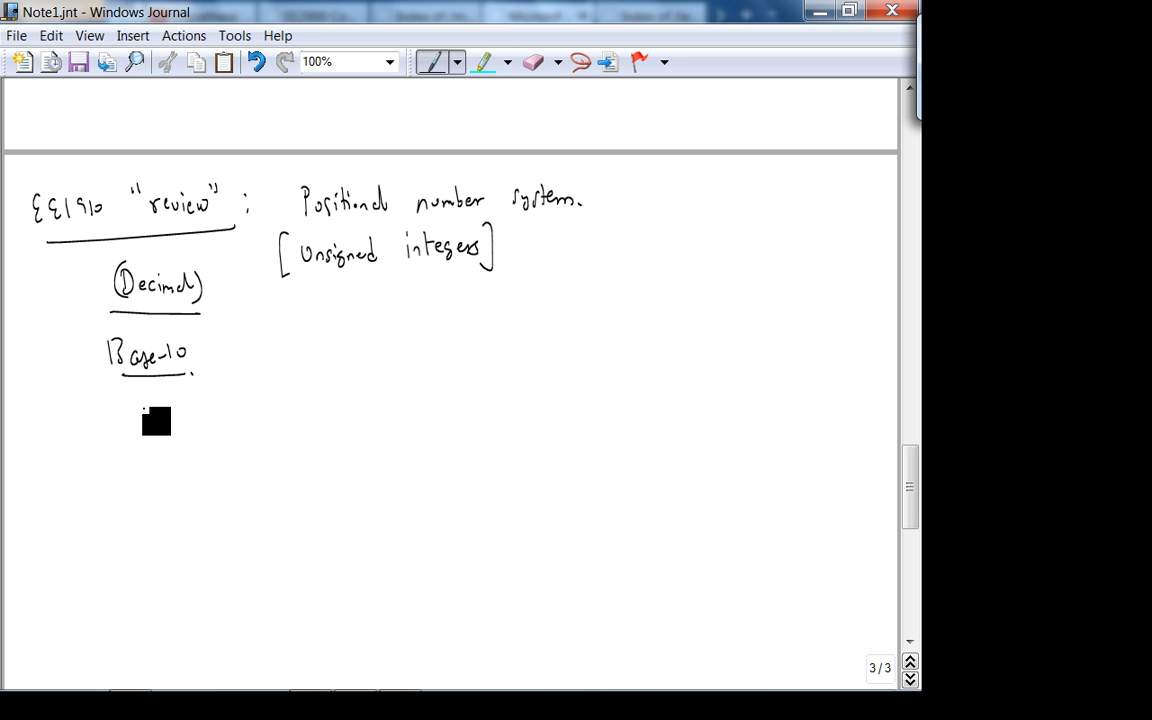 Note1.jnt - Windows Journal
File Edit View Insert Actions Tools Help
100%
EE1910 "review" : Positional number system.
[Unsigned integers]
(Decimal)
Base-10
3 / 3